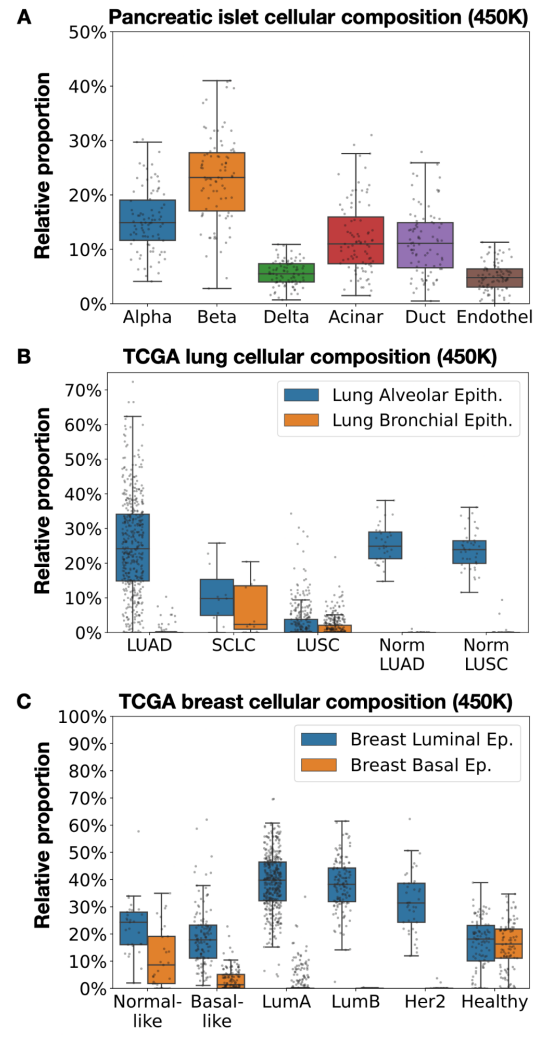 A Pancreatic islet cellular composition (450K)
Relative proportion
50%
40%
30%
20%
10%
0%
Alpha Beta Delta Acinar Duct Endothel
B TCGA lung cellular composition (450K)
Relative proportion
70%
60%
50%
40%
30%
20%
10%
0%
Lung Alveolar Epith.
Lung Bronchial Epith.
LUAD SCLC LUSC Norm Norm
LUAD LUSC
C TCGA breast cellular composition (450K)
Relative proportion
100%
90%
80%
70%
60%
50%
40%
30%
20%
10%
0%
Breast Luminal Ep.
Breast Basal Ep.
Normal- Basal- LumA LumB Her2 Healthy
like like